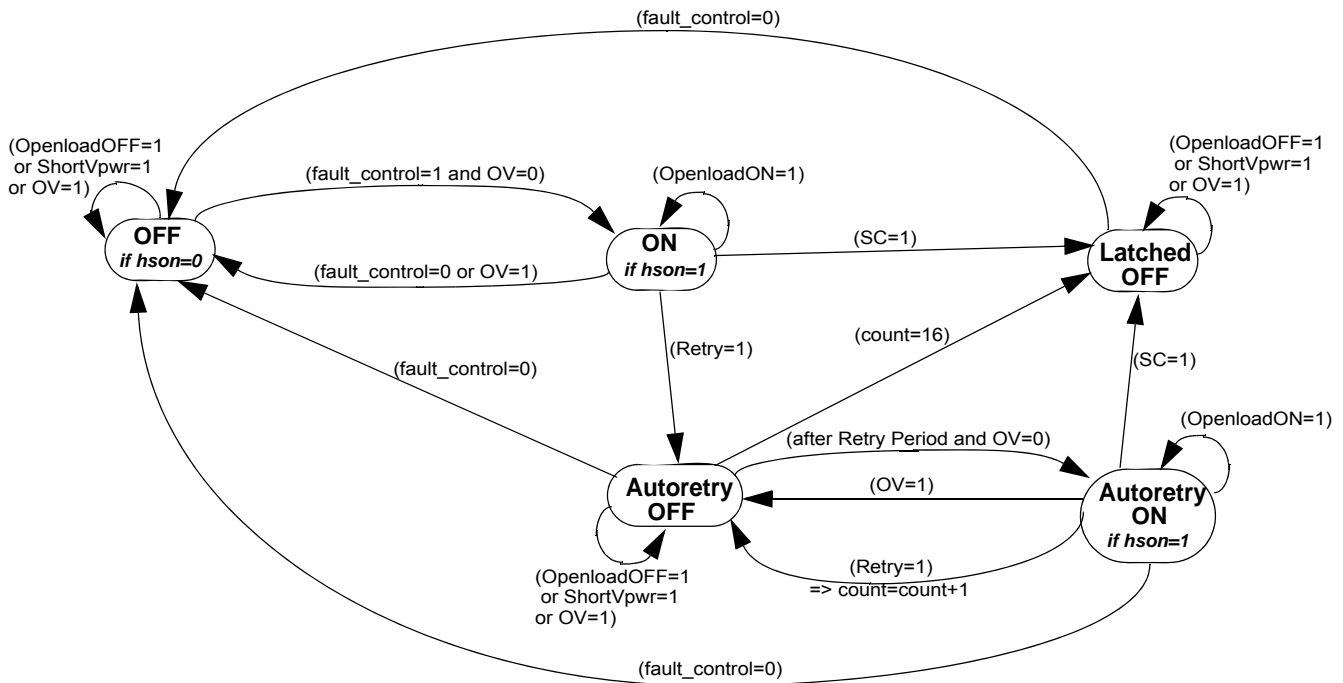 (fault_control=0)
(OpenloadOFF=1
or ShortVpwr=1
or OV=1)
(fault_control=1 and OV=0)
(OpenloadON=1)
(OpenloadOFF=1
or ShortVpwr=1
or OV=1)
OFF
if hson=0
ON
if hson=1
(SC=1)
Latched
OFF
(fault_control=0 or OV=1)
(count=16)
(Retry=1)
(SC=1)
(fault_control=0)
(OpenloadON=1)
(after Retry Period and OV=0)
Autoretry
OFF
(OV=1)
Autoretry
ON
if hson=1
(Retry=1)
=> count=count+1
(OpenloadOFF=1
or ShortVpwr=1
or OV=1)
(fault_control=0)